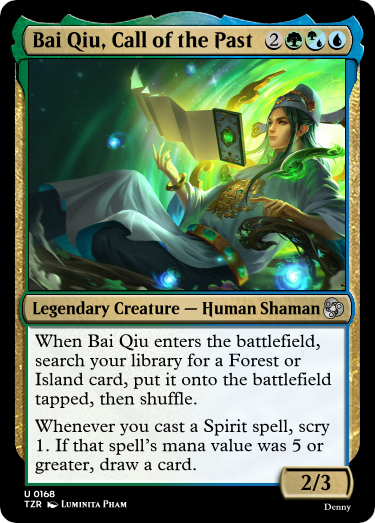 Bai Qiu, Call of the Past 2
Legendary Creature — Human Shaman
When Bai Qiu enters the battlefield,
search your library for a Forest or
Island card, put it onto the battlefield
tapped, then shuffle.
Whenever you cast a Spirit spell, scry
1. If that spell's mana value was 5 or
greater, draw a card.
2/3
U 0168
TZR Luminita Pham
Denny